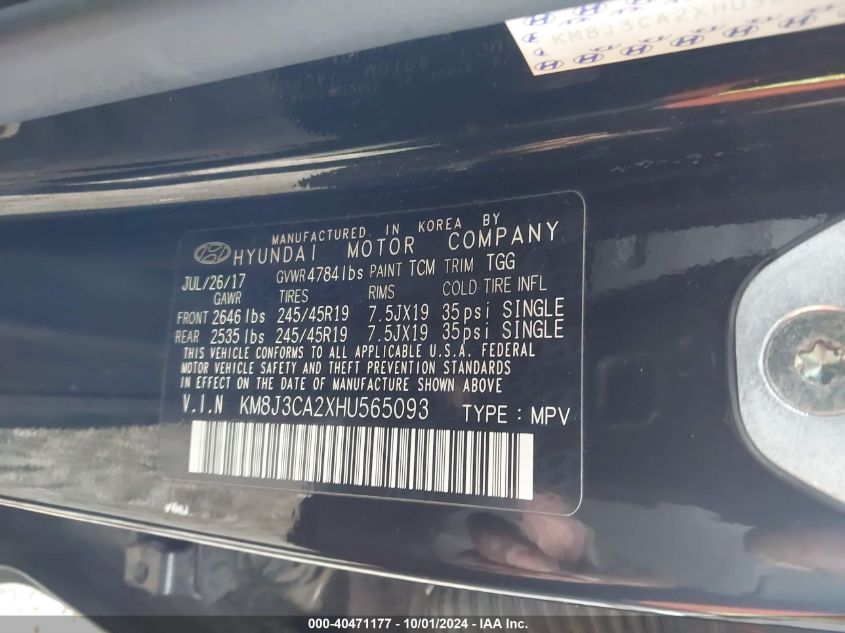 KM8J3CA2XHU56
MANUFACTURED. IN KOREA BY
HYUNDAI MOTOR COMPANY
JUL/26/17 GVWR4784lbs PAINT TCM TRIM TGG
GAWR TIRES RIMS COLD TIRE INFL
FRONT 2646 lbs 245/45R19 7.5JX19 35psi SINGLE
REAR 2535 lbs 245/45R19 7.5JX19 35psi SINGLE
THIS VEHICLE CONFORMS TO ALL APPLICABLE U.S.A. FEDERAL
MOTOR VEHICLE SAFETY AND THEFT PREVENTION STANDARDS
IN EFFECT ON THE DATE OF MANUFACTURE SHOWN ABOVE
V.I.N KM8J3CA2XHU565093 TYPE : MPV
000-40471177 - 10/01/2024 - IAA Inc.